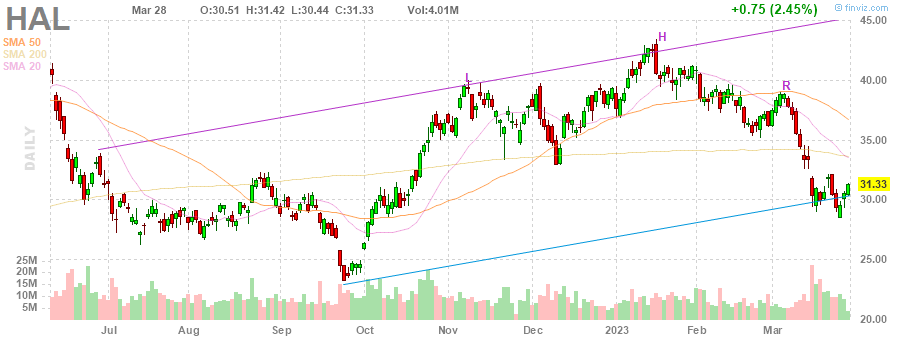 HAL Mar 28 O:30.51 H:31.42 L:30.44 C:31.33 Vol:4.01M +0.75 (2.45%) finviz.com
SMA 50
SMA 200
SMA 20
DAILY
L H R
45.00
40.00
35.00
31.33
30.00
25.00
20.00
25M
20M
15M
10M
5M
Jul Aug Sep Oct Nov Dec 2023 Feb Mar